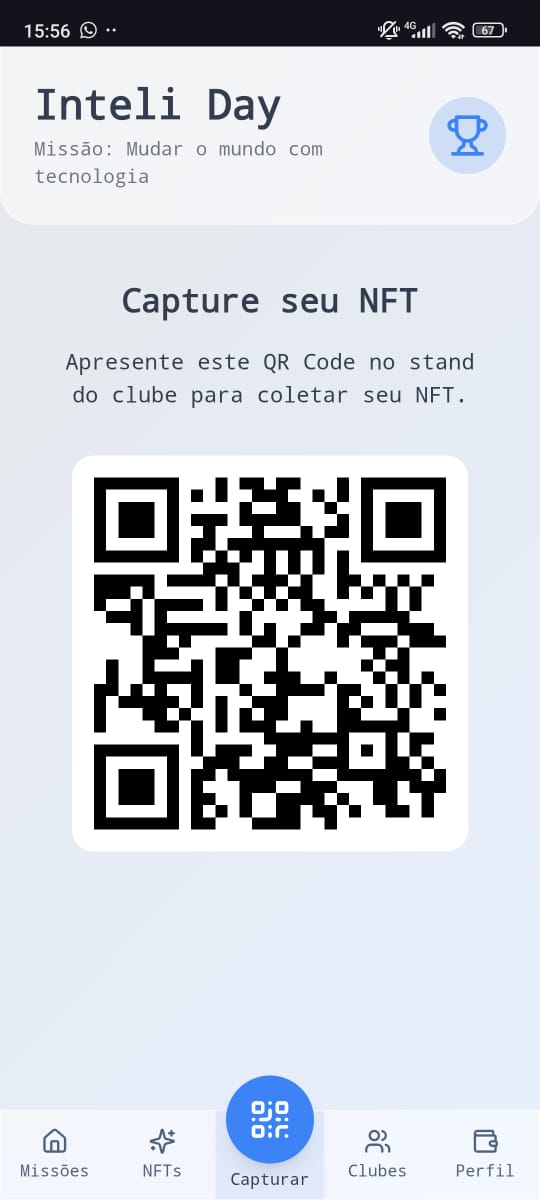 15:56
4G
67
Inteli Day
Missão: Mudar o mundo com
tecnologia
Capture seu NFT
Apresente este QR Code no stand
do clube para coletar seu NFT.
Missões
NFTs
Capturar
Clubes
Perfil